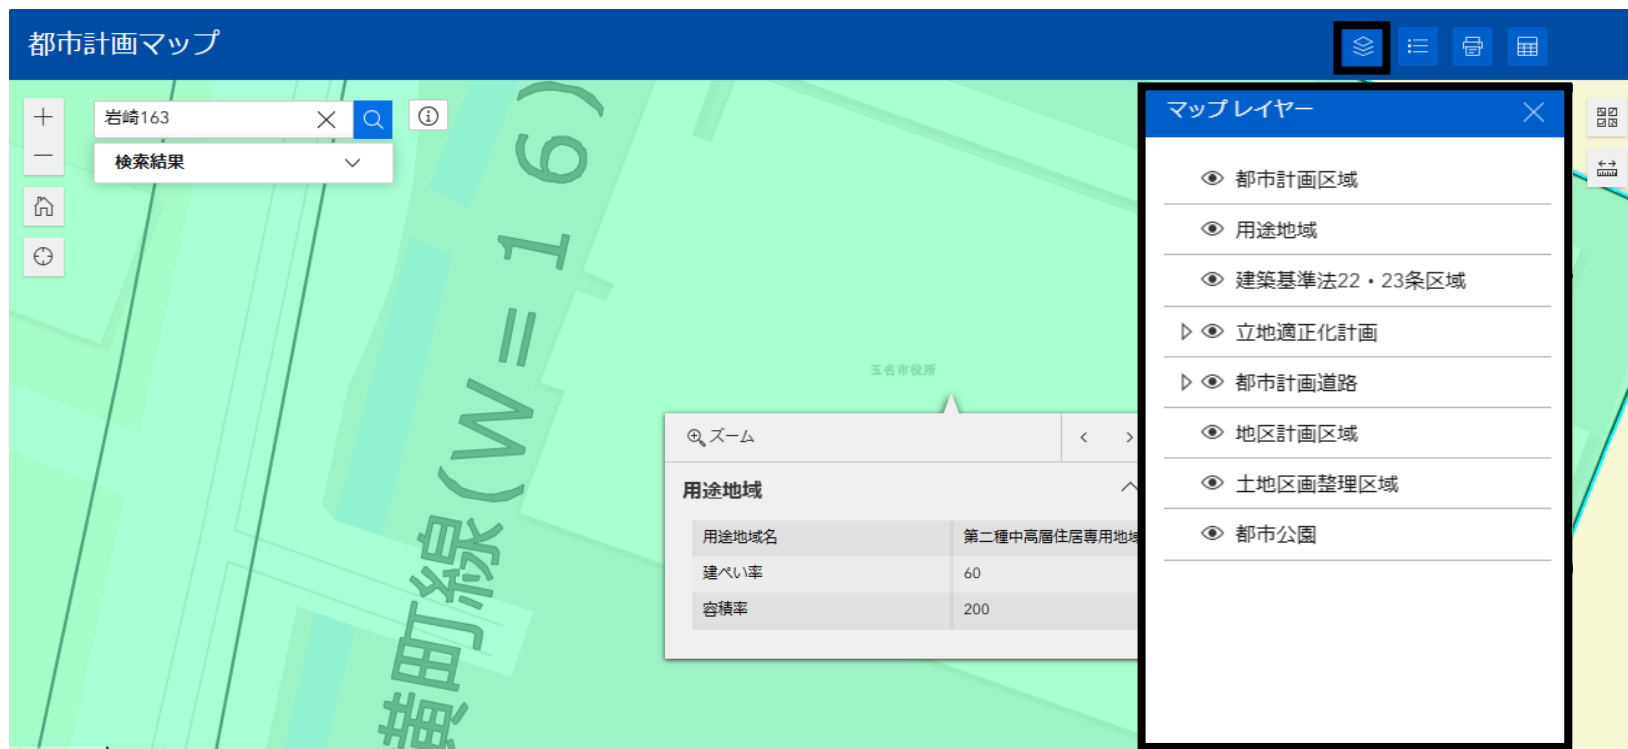 都市計画マップ
岩崎163
検索結果
横町線(W=16)
玉名市役所
ズーム
用途地域
用途地域名 第二種中高層住居専用地域
建ぺい率 60
容積率 200
マップ レイヤー
都市計画区域
用途地域
建築基準法22・23条区域
立地適正化計画
都市計画道路
地区計画区域
土地区画整理区域
都市公園